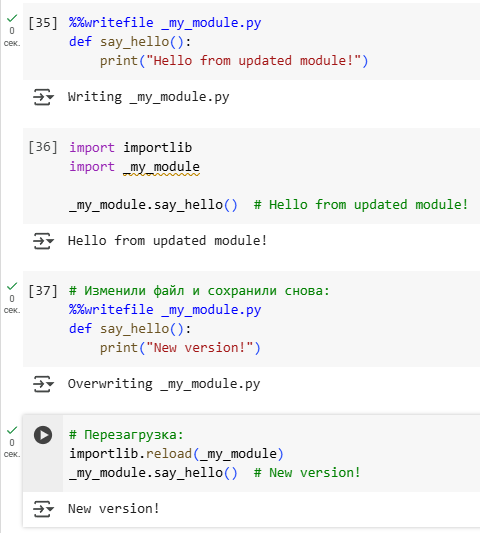 [35] %%writefile _my_module.py
def say_hello():
    print("Hello from updated module!")
0
сек.
Writing _my_module.py
[36] import importlib
import _my_module
_my_module.say_hello()  # Hello from updated module!
Hello from updated module!
[37] # Изменили файл и сохранили снова:
0
сек.
%%writefile _my_module.py
def say_hello():
    print("New version!")
Overwriting _my_module.py
# Перезагрузка:
0
сек.
importlib.reload(_my_module)
_my_module.say_hello()  # New version!
New version!